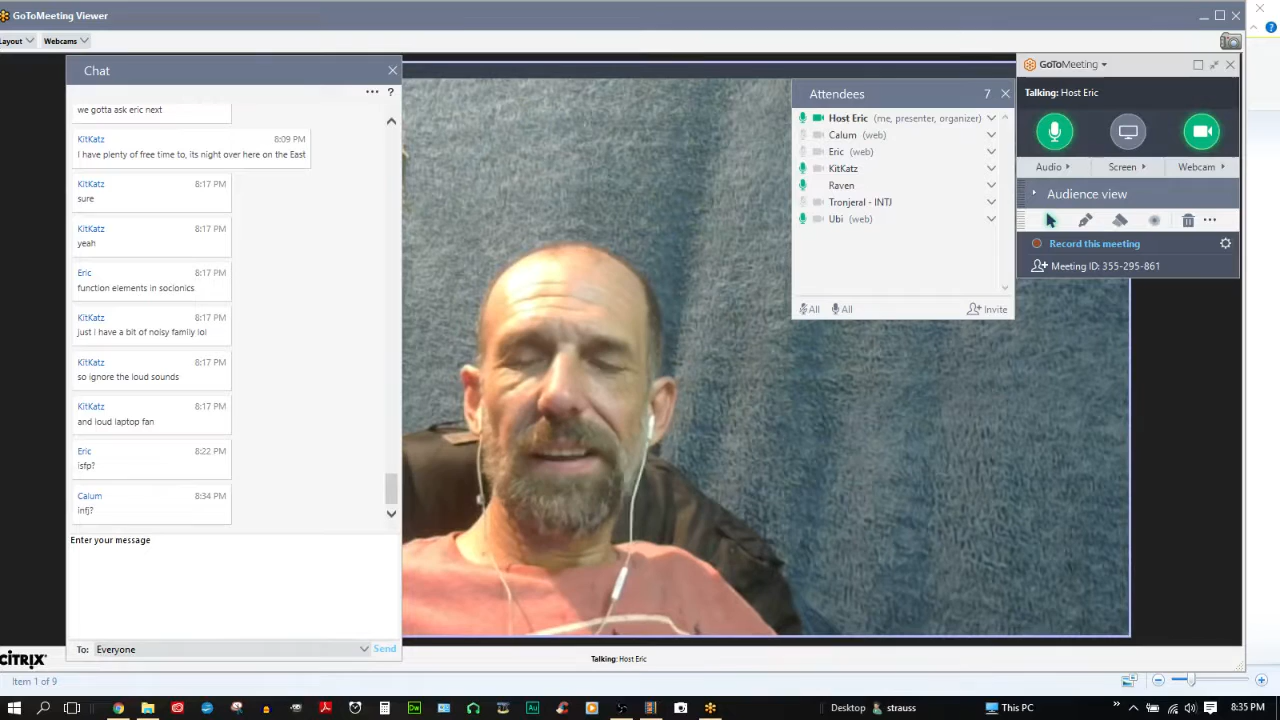 GoToMeeting Viewer
Layout
Webcams
Chat
... ?
we gotta ask eric next
KitKatz 8:09 PM
I have plenty of free time to, its night over here on the East
KitKatz 8:17 PM
sure
KitKatz 8:17 PM
yeah
Eric 8:17 PM
function elements in socionics
KitKatz 8:17 PM
just i have a bit of noisy family lol
KitKatz 8:17 PM
so ignore the loud sounds
KitKatz 8:17 PM
and loud laptop fan
Eric 8:22 PM
isfp?
Calum 8:34 PM
infj?
Enter your message
To: Everyone Send
Attendees 7
Host Eric (me, presenter, organizer)
Calum (web)
Eric (web)
KitKatz
Raven
Tronjeral - INTJ
Ubi (web)
All All Invite
GoToMeeting
Talking: Host Eric
Audio Screen Webcam
Audience view
Record this meeting
Meeting ID: 355-295-861
CITRIX
Talking: Host Eric
Item 1 of 9
Dw
Au
Desktop strauss This PC 8:35 PM